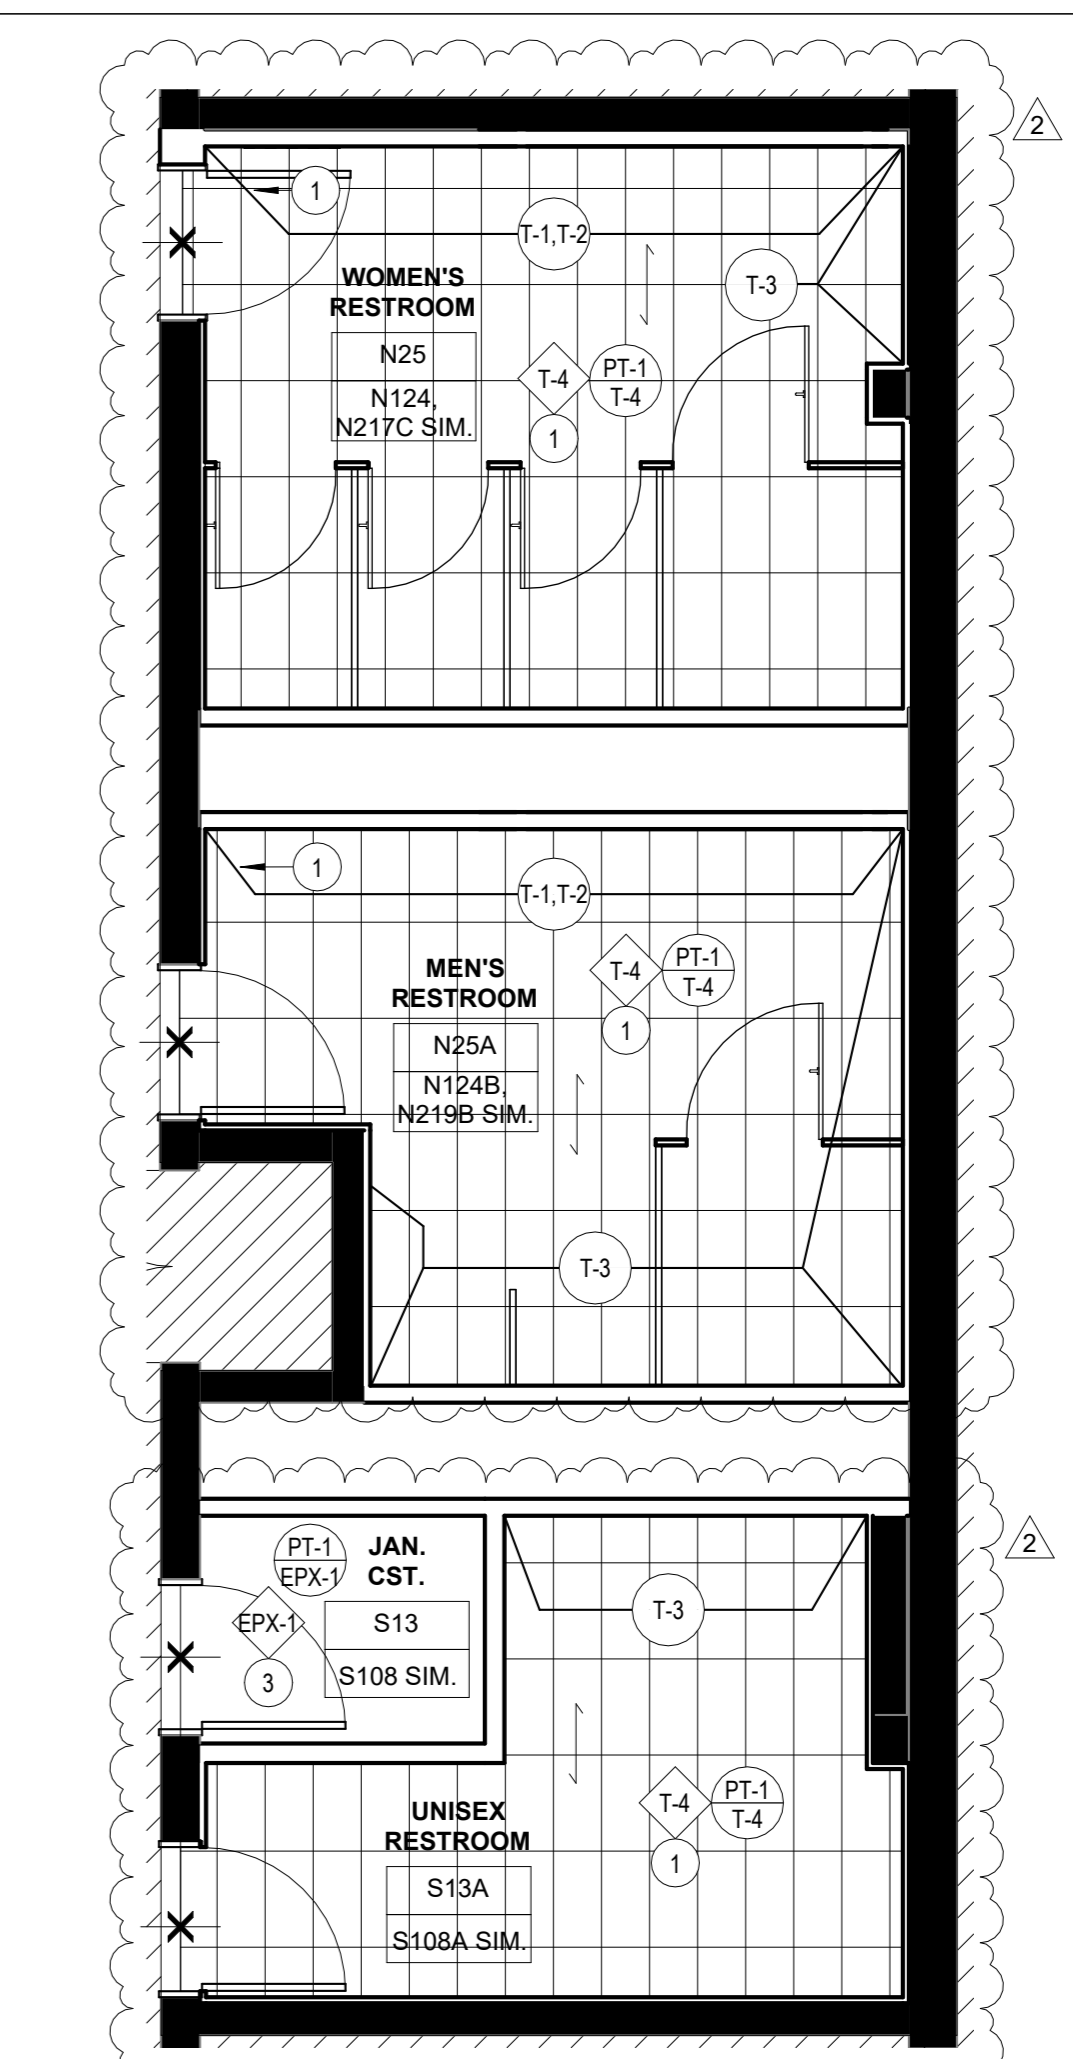 2
1
T-1,T-2
WOMEN'S
RESTROOM
T-3
N25
N124,
N217C SIM.
T-4
PT-1
T-4
1
1
T-1,T-2
MEN'S
RESTROOM
T-4
PT-1
T-4
1
N25A
N124B,
N219B SIM.
T-3
2
PT-1
EPX-1
JAN.
CST.
EPX-1
3
S13
S108 SIM.
T-3
T-4
PT-1
T-4
1
UNISEX
RESTROOM
S13A
S108A SIM.